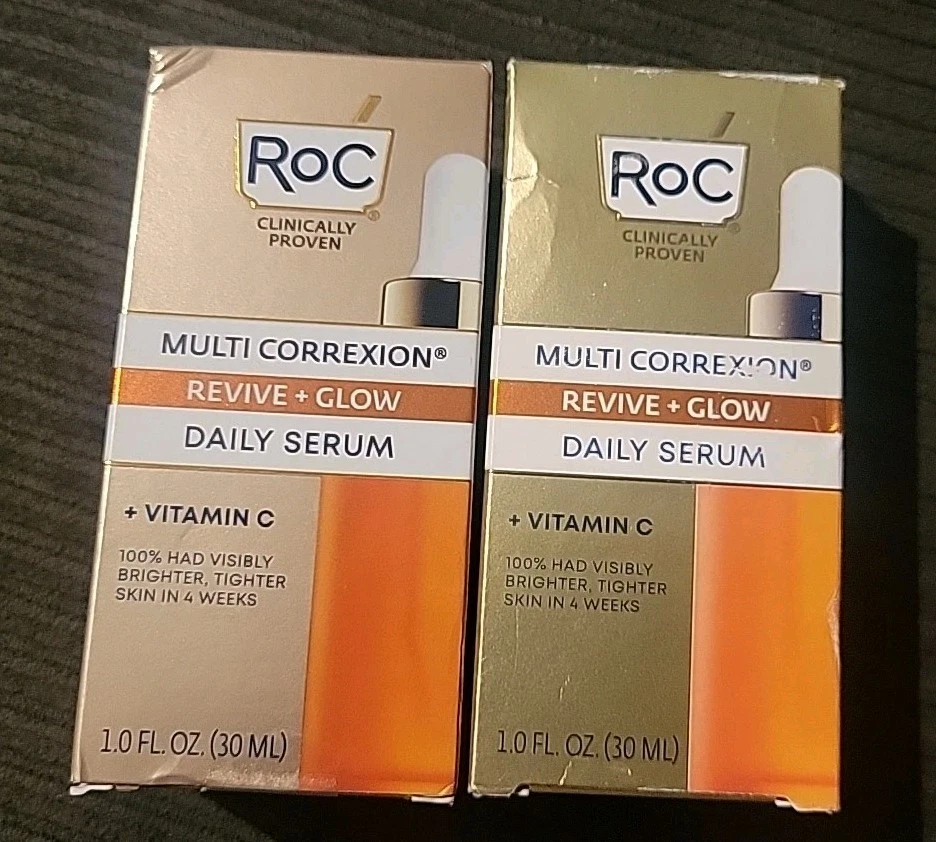 RoC®
CLINICALLY
PROVEN
MULTI CORREXION®
REVIVE + GLOW
DAILY SERUM
+ VITAMIN C
100% HAD VISIBLY
BRIGHTER, TIGHTER
SKIN IN 4 WEEKS
1.0 FL. OZ. (30 ML)
RoC®
CLINICALLY
PROVEN
MULTI CORREXION®
REVIVE + GLOW
DAILY SERUM
+ VITAMIN C
100% HAD VISIBLY
BRIGHTER, TIGHTER
SKIN IN 4 WEEKS
1.0 FL. OZ. (30 ML)